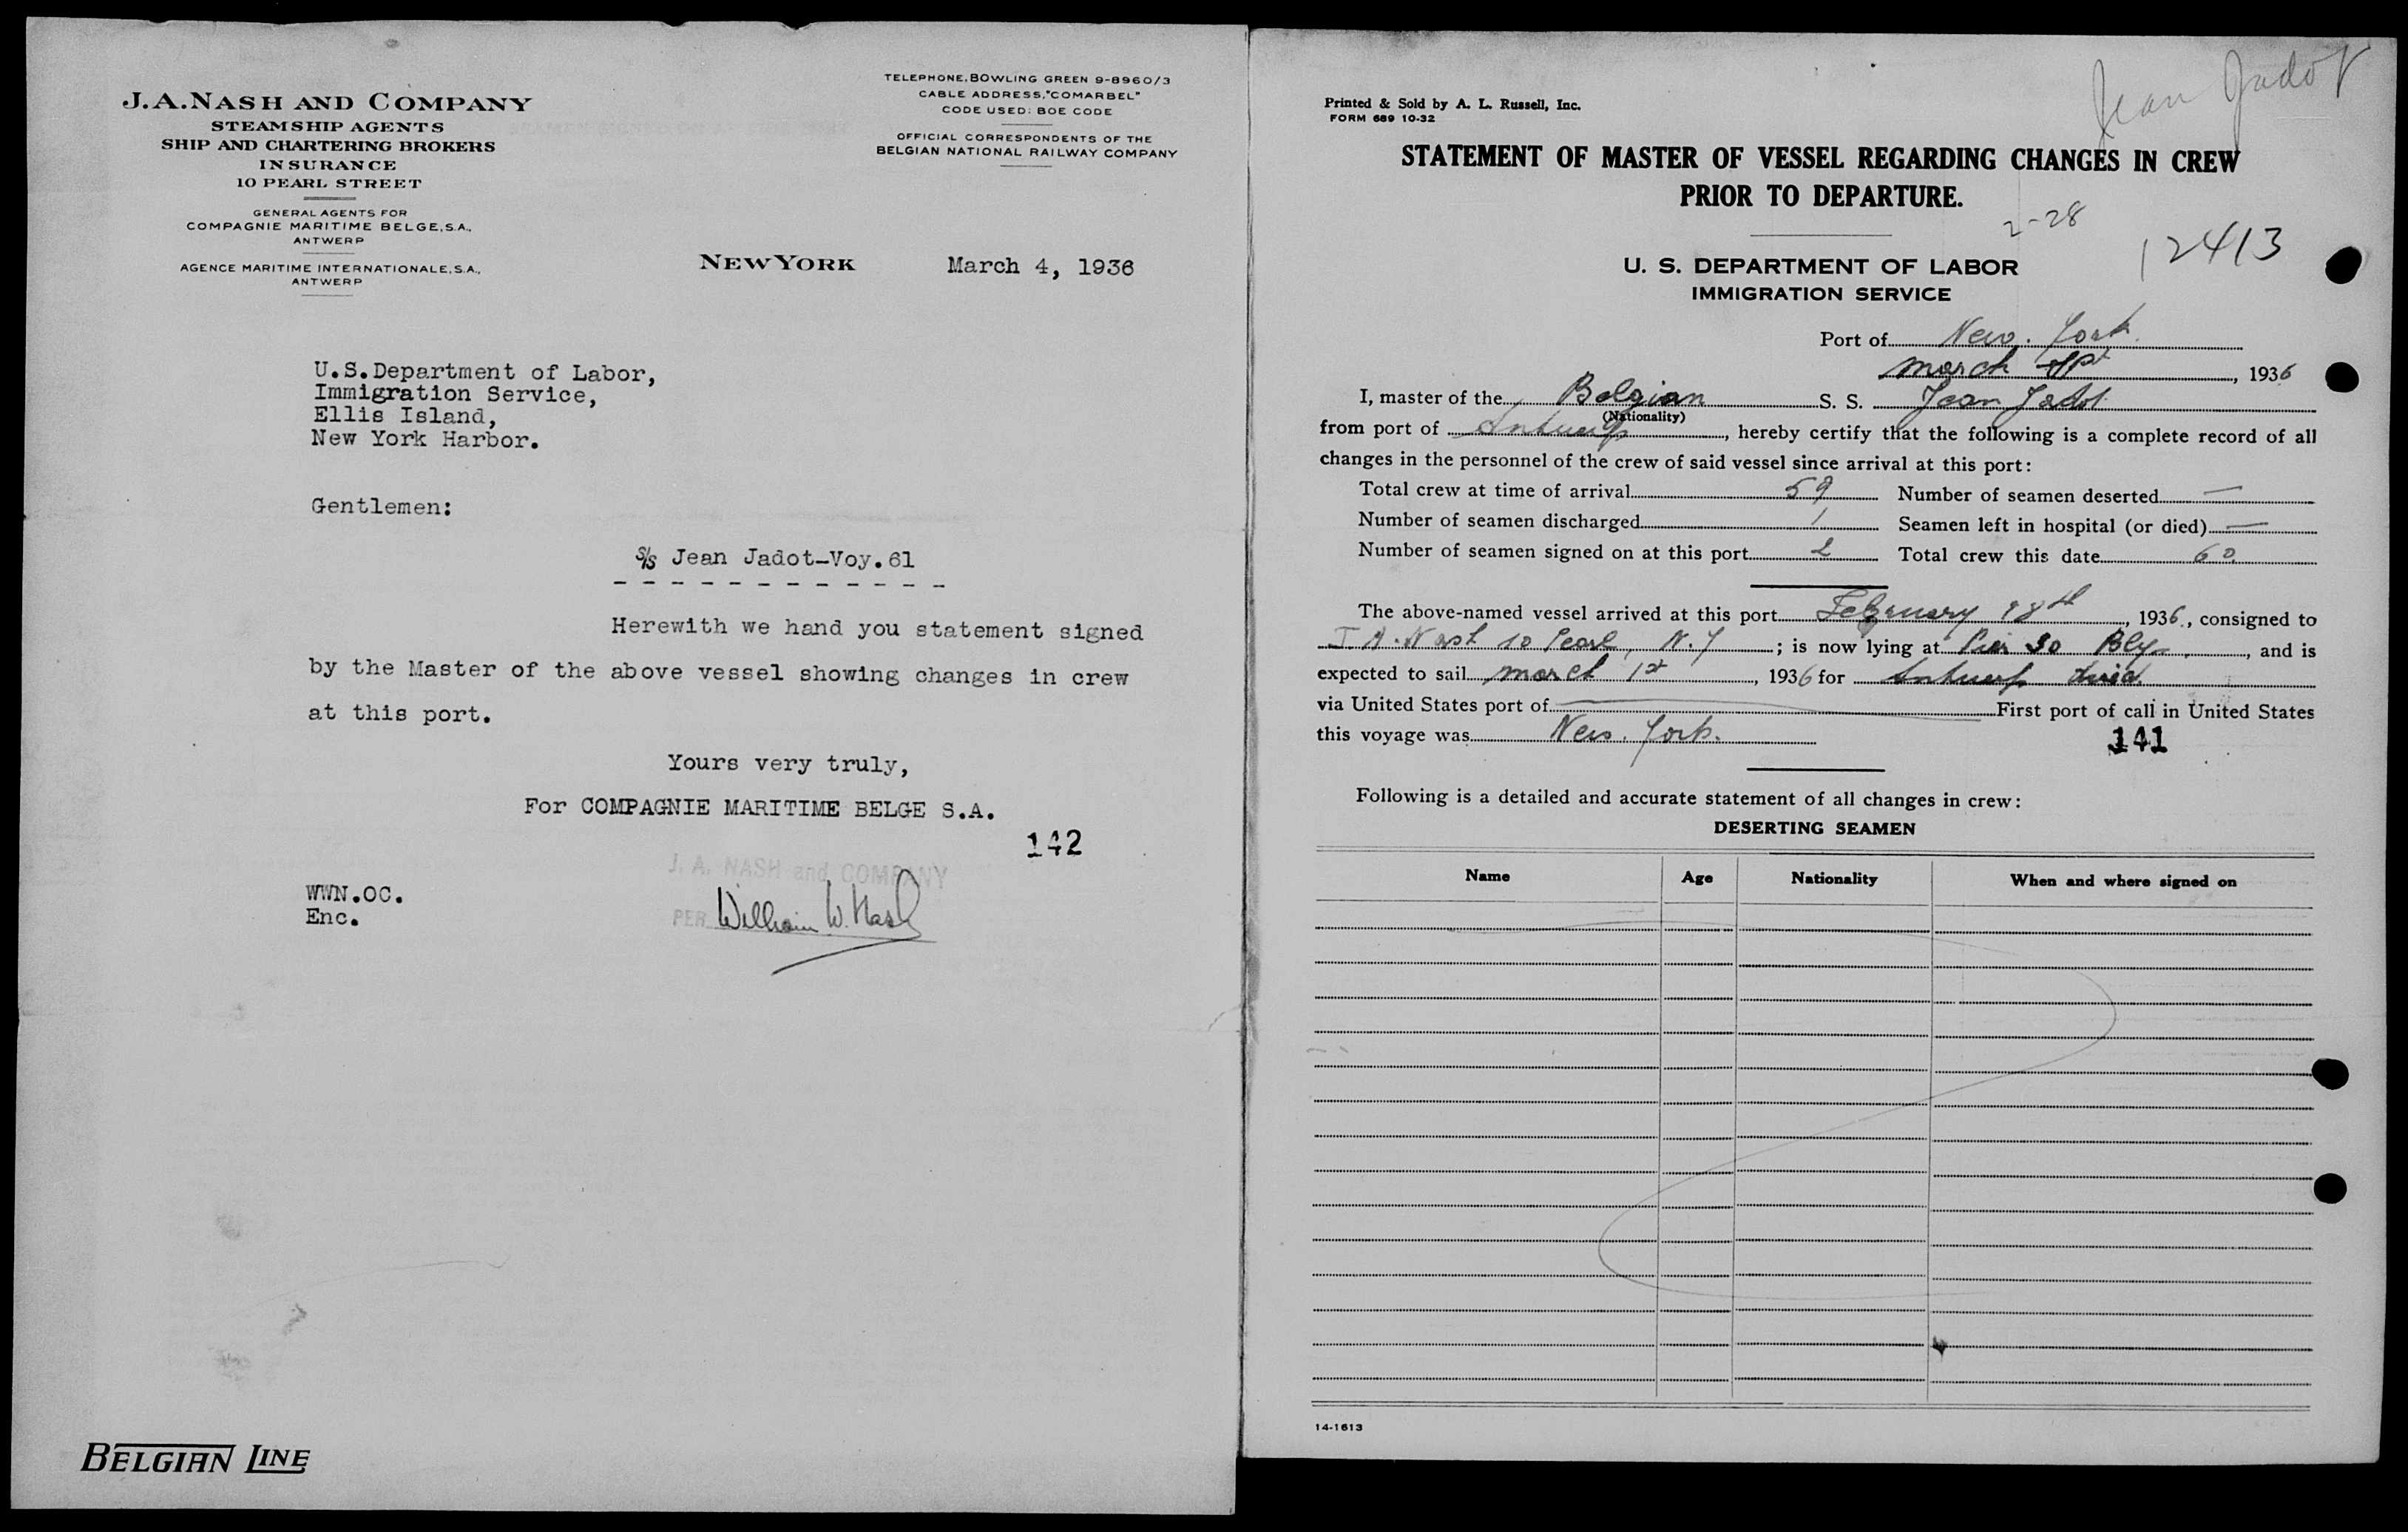 J.A. NASH AND COMPANY
STEAMSHIP AGENTS
SHIP AND CHARTERING BROKERS
INSURANCE
10 PEARL STREET
GENERAL AGENTS FOR
COMPAGNIE MARITIME BELGE, S.A.,
ANTWERP
AGENCE MARITIME INTERNATIONALE, S.A.,
ANTWERP
TELEPHONE, BOWLING GREEN 9-8960/3
CABLE ADDRESS, "COMARBEL"
CODE USED: BOE CODE
OFFICIAL CORRESPONDENTS OF THE
BELGIAN NATIONAL RAILWAY COMPANY
NEW YORK March 4, 1936
U.S.Department of Labor,
Immigration Service,
Ellis Island,
New York Harbor.
Gentlemen:
S/S Jean Jadot-Voy.61
Herewith we hand you statement signed
by the Master of the above vessel showing changes in crew
at this port.
Yours very truly,
For COMPAGNIE MARITIME BELGE S.A.
142
J. A. NASH and COMPANY
WWN.OC.
Enc.
PER William W. Nash
BELGIAN LINE
Jean Jadot
Printed & Sold by A. L. Russell, Inc.
FORM 689 10-32
STATEMENT OF MASTER OF VESSEL REGARDING CHANGES IN CREW
PRIOR TO DEPARTURE.
2-28
12413
U. S. DEPARTMENT OF LABOR
IMMIGRATION SERVICE
Port of New York
March 1st, 1936
I, master of the Belgian S. S. Jean Jadot
(Nationality)
from port of Antwerp, hereby certify that the following is a complete record of all
changes in the personnel of the crew of said vessel since arrival at this port:
Total crew at time of arrival 59 Number of seamen deserted —
Number of seamen discharged 1 Seamen left in hospital (or died) —
Number of seamen signed on at this port 2 Total crew this date 60
The above-named vessel arrived at this port February 28th, 1936, consigned to
J. A. Nash 10 Pearl, N.Y; is now lying at Pier 30 Bly., and is
expected to sail March 1st, 1936 for Antwerp
via United States port of First port of call in United States
this voyage was New York.
141
Following is a detailed and accurate statement of all changes in crew:
DESERTING SEAMEN
Name Age Nationality When and where signed on
14-1613